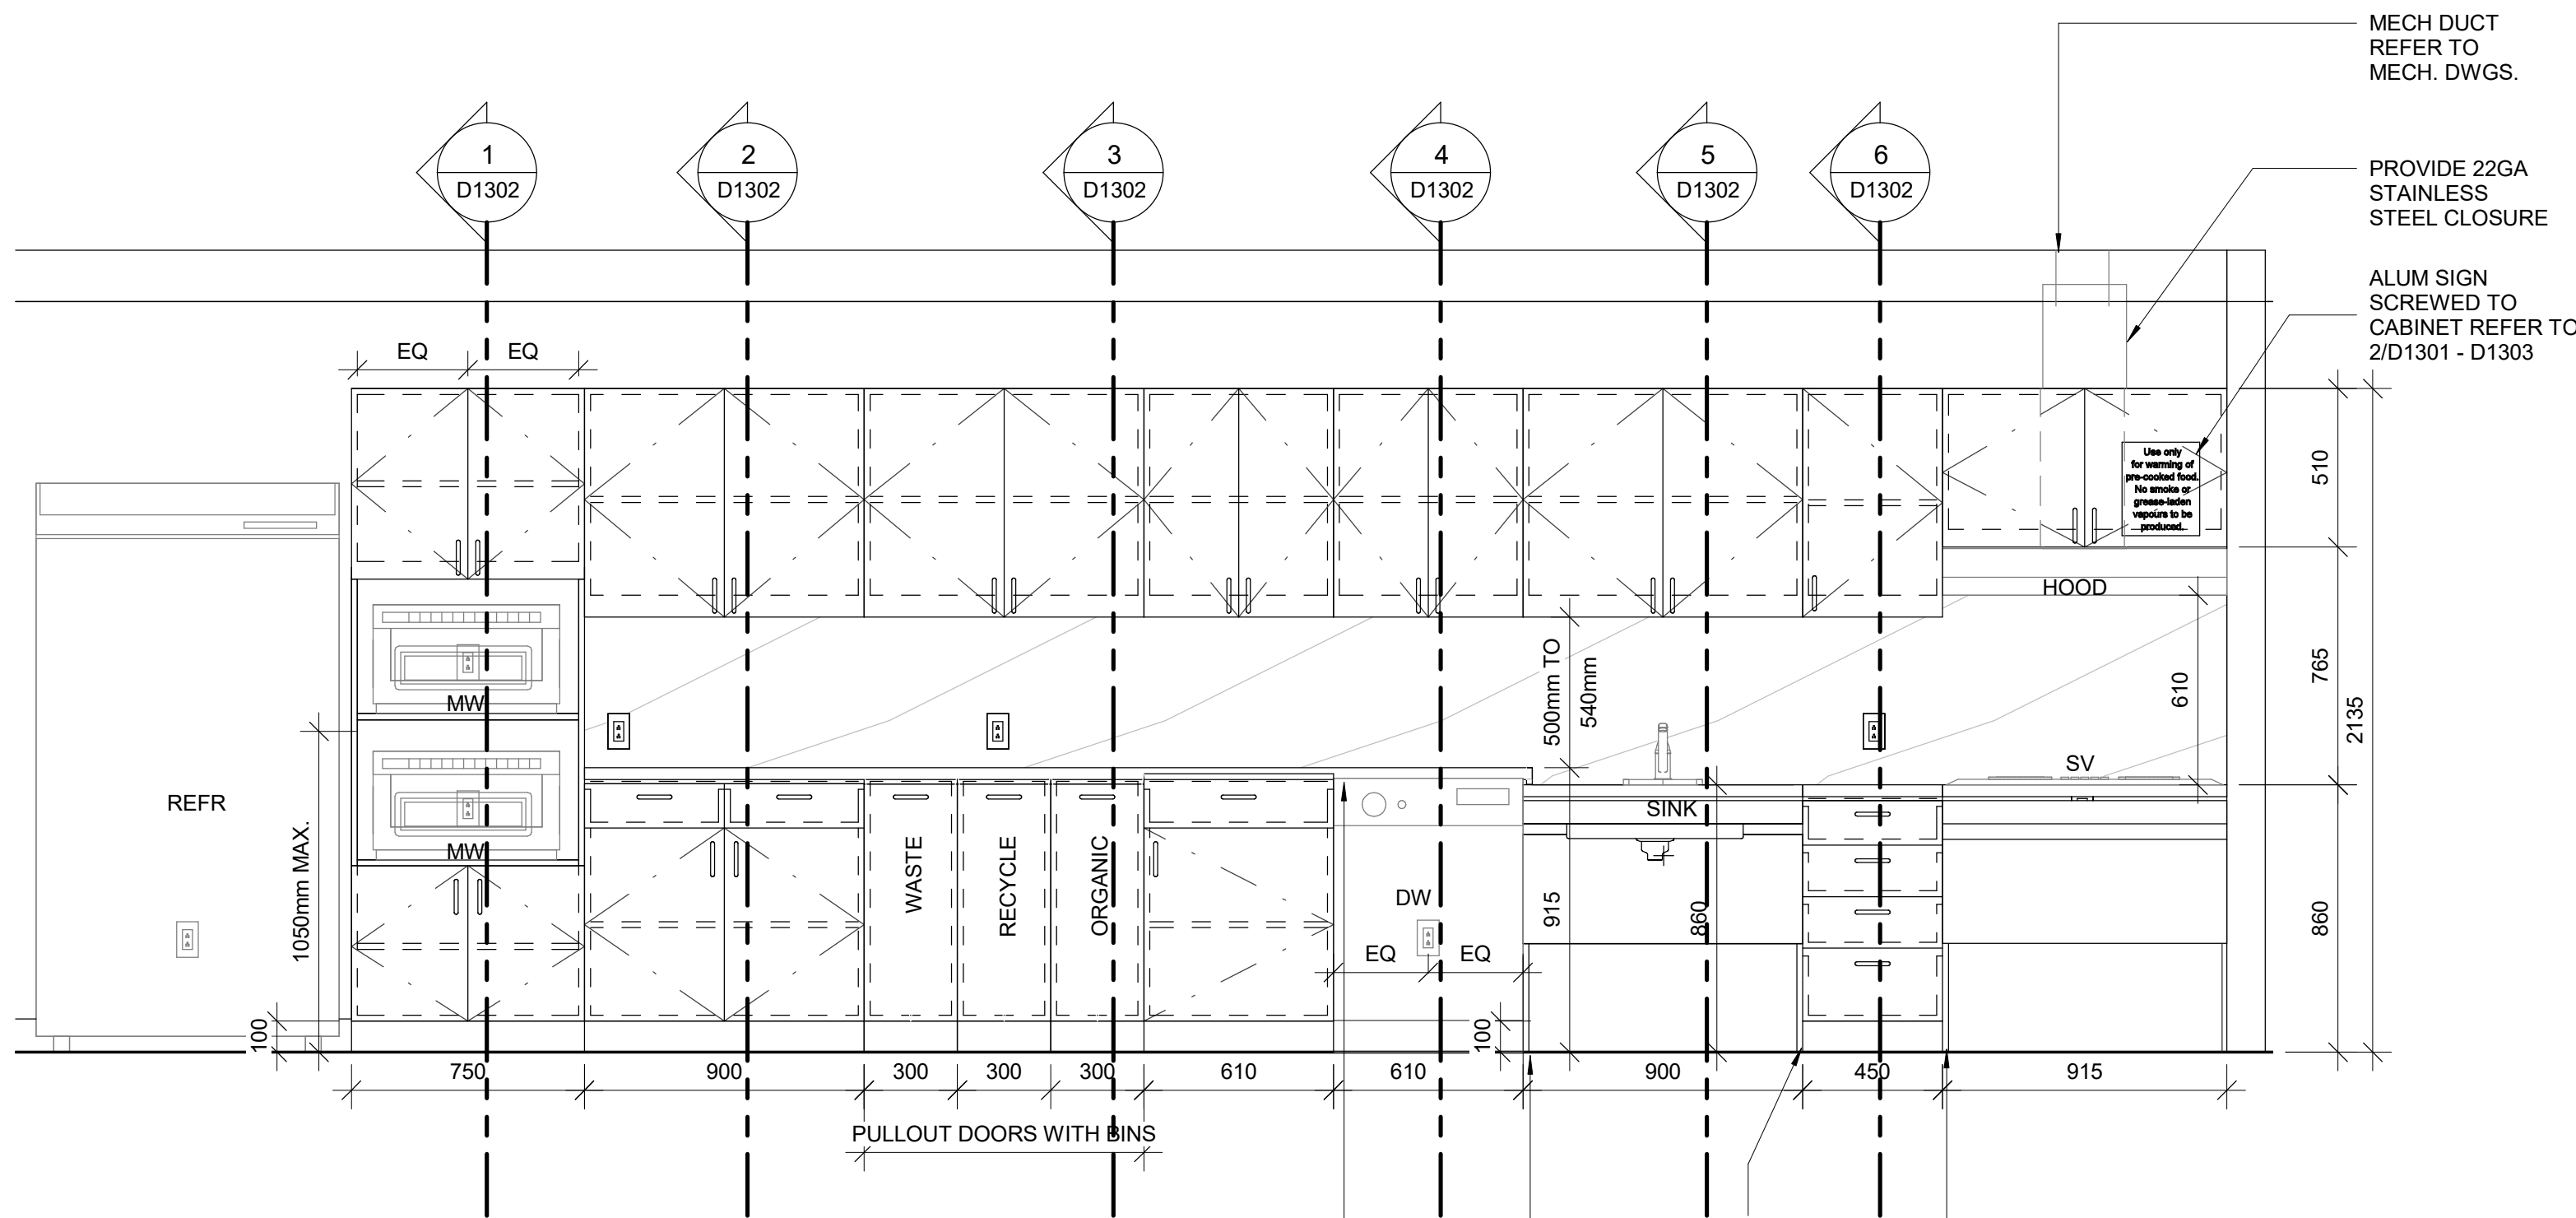 MECH DUCT
REFER TO
MECH. DWGS.
PROVIDE 22GA
STAINLESS
STEEL CLOSURE
ALUM SIGN
SCREWED TO
CABINET REFER TO
2/D1301 - D1303
1
D1302
2
D1302
3
D1302
4
D1302
5
D1302
6
D1302
EQ
EQ
Use only
for warming of
pre-cooked food.
No smoke or
grease-laden
vapours to be
produced.
HOOD
510
765
2135
860
610
500mm TO
540mm
MW
MW
REFR
1050mm MAX.
100
WASTE
RECYCLE
ORGANIC
DW
EQ
EQ
100
SINK
SV
915
860
750
900
300
300
300
610
610
900
450
915
PULLOUT DOORS WITH BINS